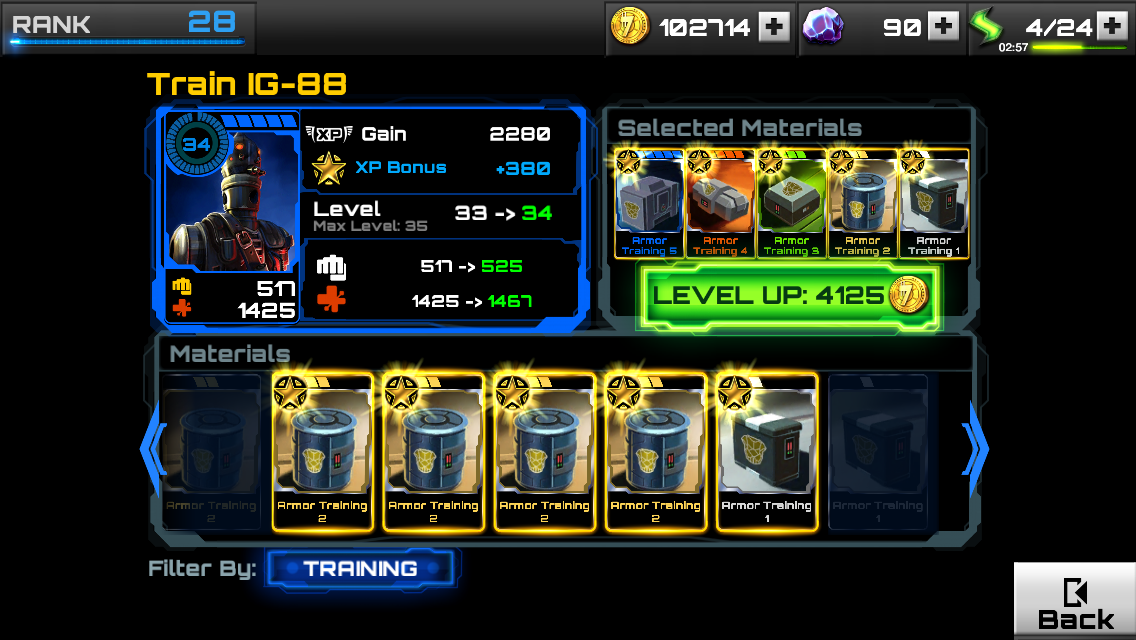 RANK 28
102714 +
90 +
4/24 +
02:57
Train IG-88
34
XP Gain 2280
XP Bonus +380
Level 33 -> 34
Max Level: 35
517 -> 525
1425 -> 1467
517
1425
Selected Materials
Armor Training 5
Armor Training 4
Armor Training 3
Armor Training 2
Armor Training 1
LEVEL UP: 4125
Materials
Armor Training 2
Armor Training 2
Armor Training 2
Armor Training 2
Armor Training 2
Armor Training 1
Armor Training 1
Filter By: TRAINING
Back